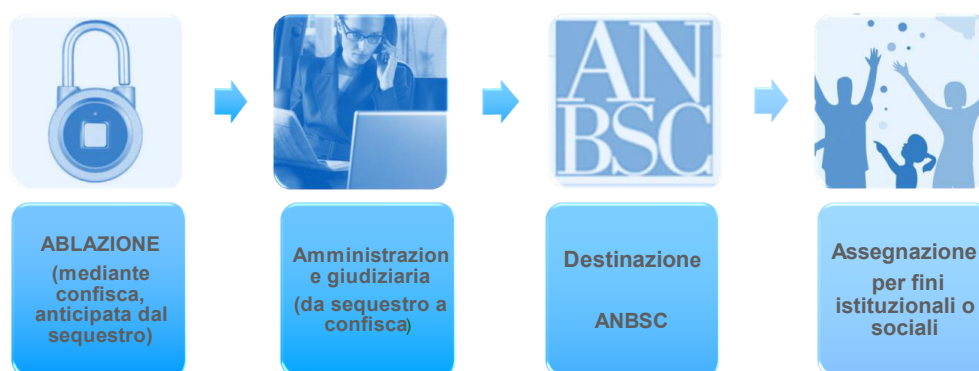 AN
BSC
ABLAZIONE
(mediante
confisca,
anticipata dal
sequestro)
Amministrazion
e giudiziaria
(da sequestro a
confisca)
Destinazione
ANBSC
Assegnazione
per fini
istituzionali o
sociali